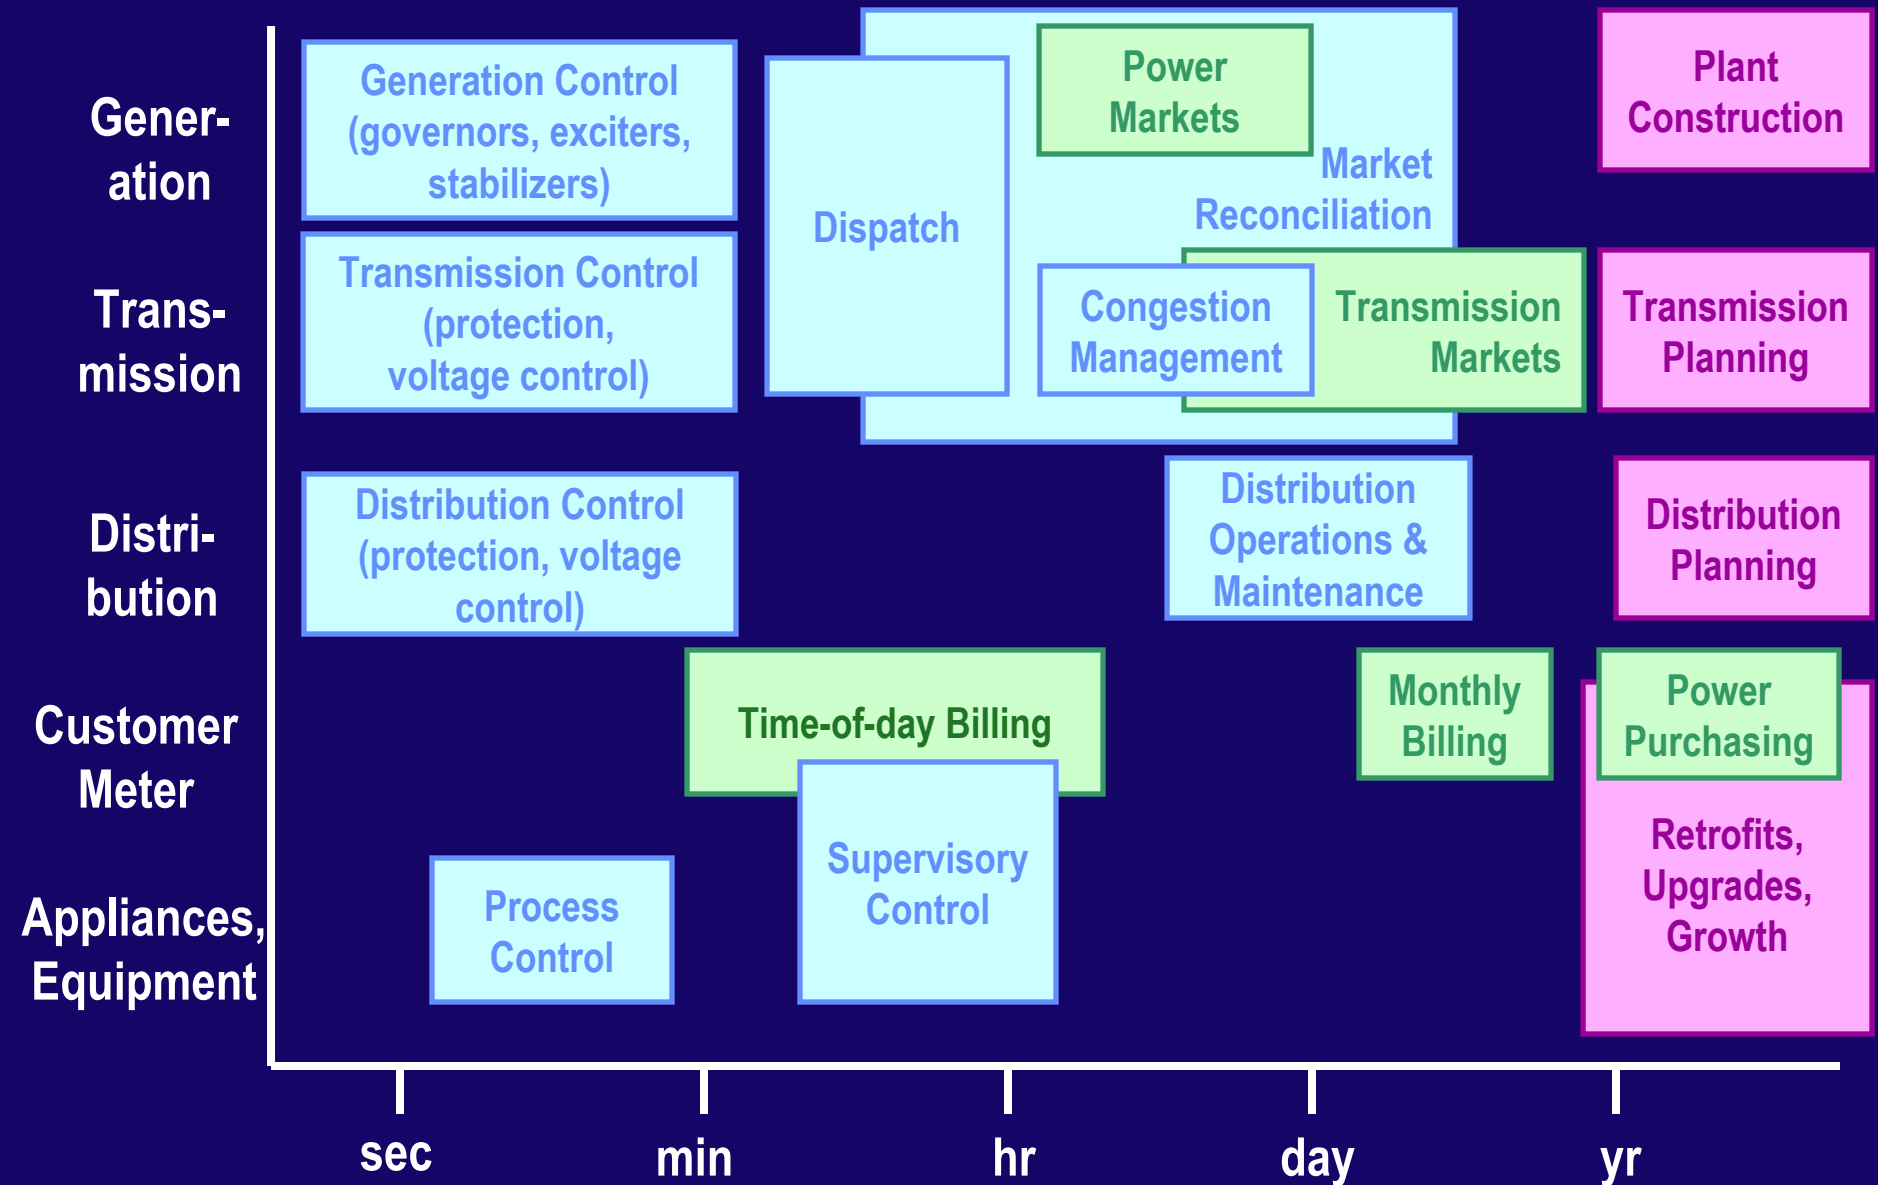 Gener-
ation
Generation Control
(governors, exciters,
stabilizers)
Dispatch
Power
Markets
Market
Reconciliation
Plant
Construction
Trans-
mission
Transmission Control
(protection,
voltage control)
Congestion
Management
Transmission
Markets
Transmission
Planning
Distri-
bution
Distribution Control
(protection, voltage
control)
Distribution
Operations &
Maintenance
Distribution
Planning
Customer
Meter
Time-of-day Billing
Monthly
Billing
Power
Purchasing
Appliances,
Equipment
Process
Control
Supervisory
Control
Retrofits,
Upgrades,
Growth
sec
min
hr
day
yr